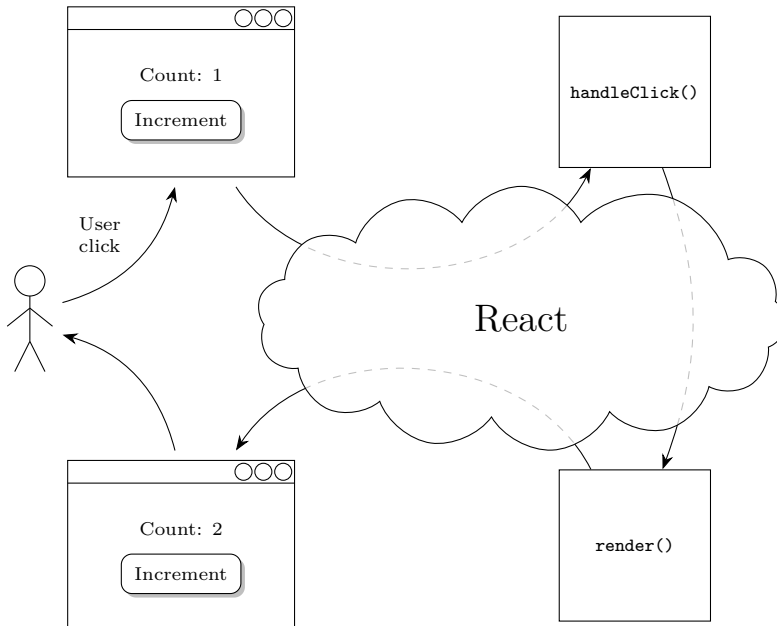 Count: 1
Increment
handleClick()
User
click
React
Count: 2
Increment
render()